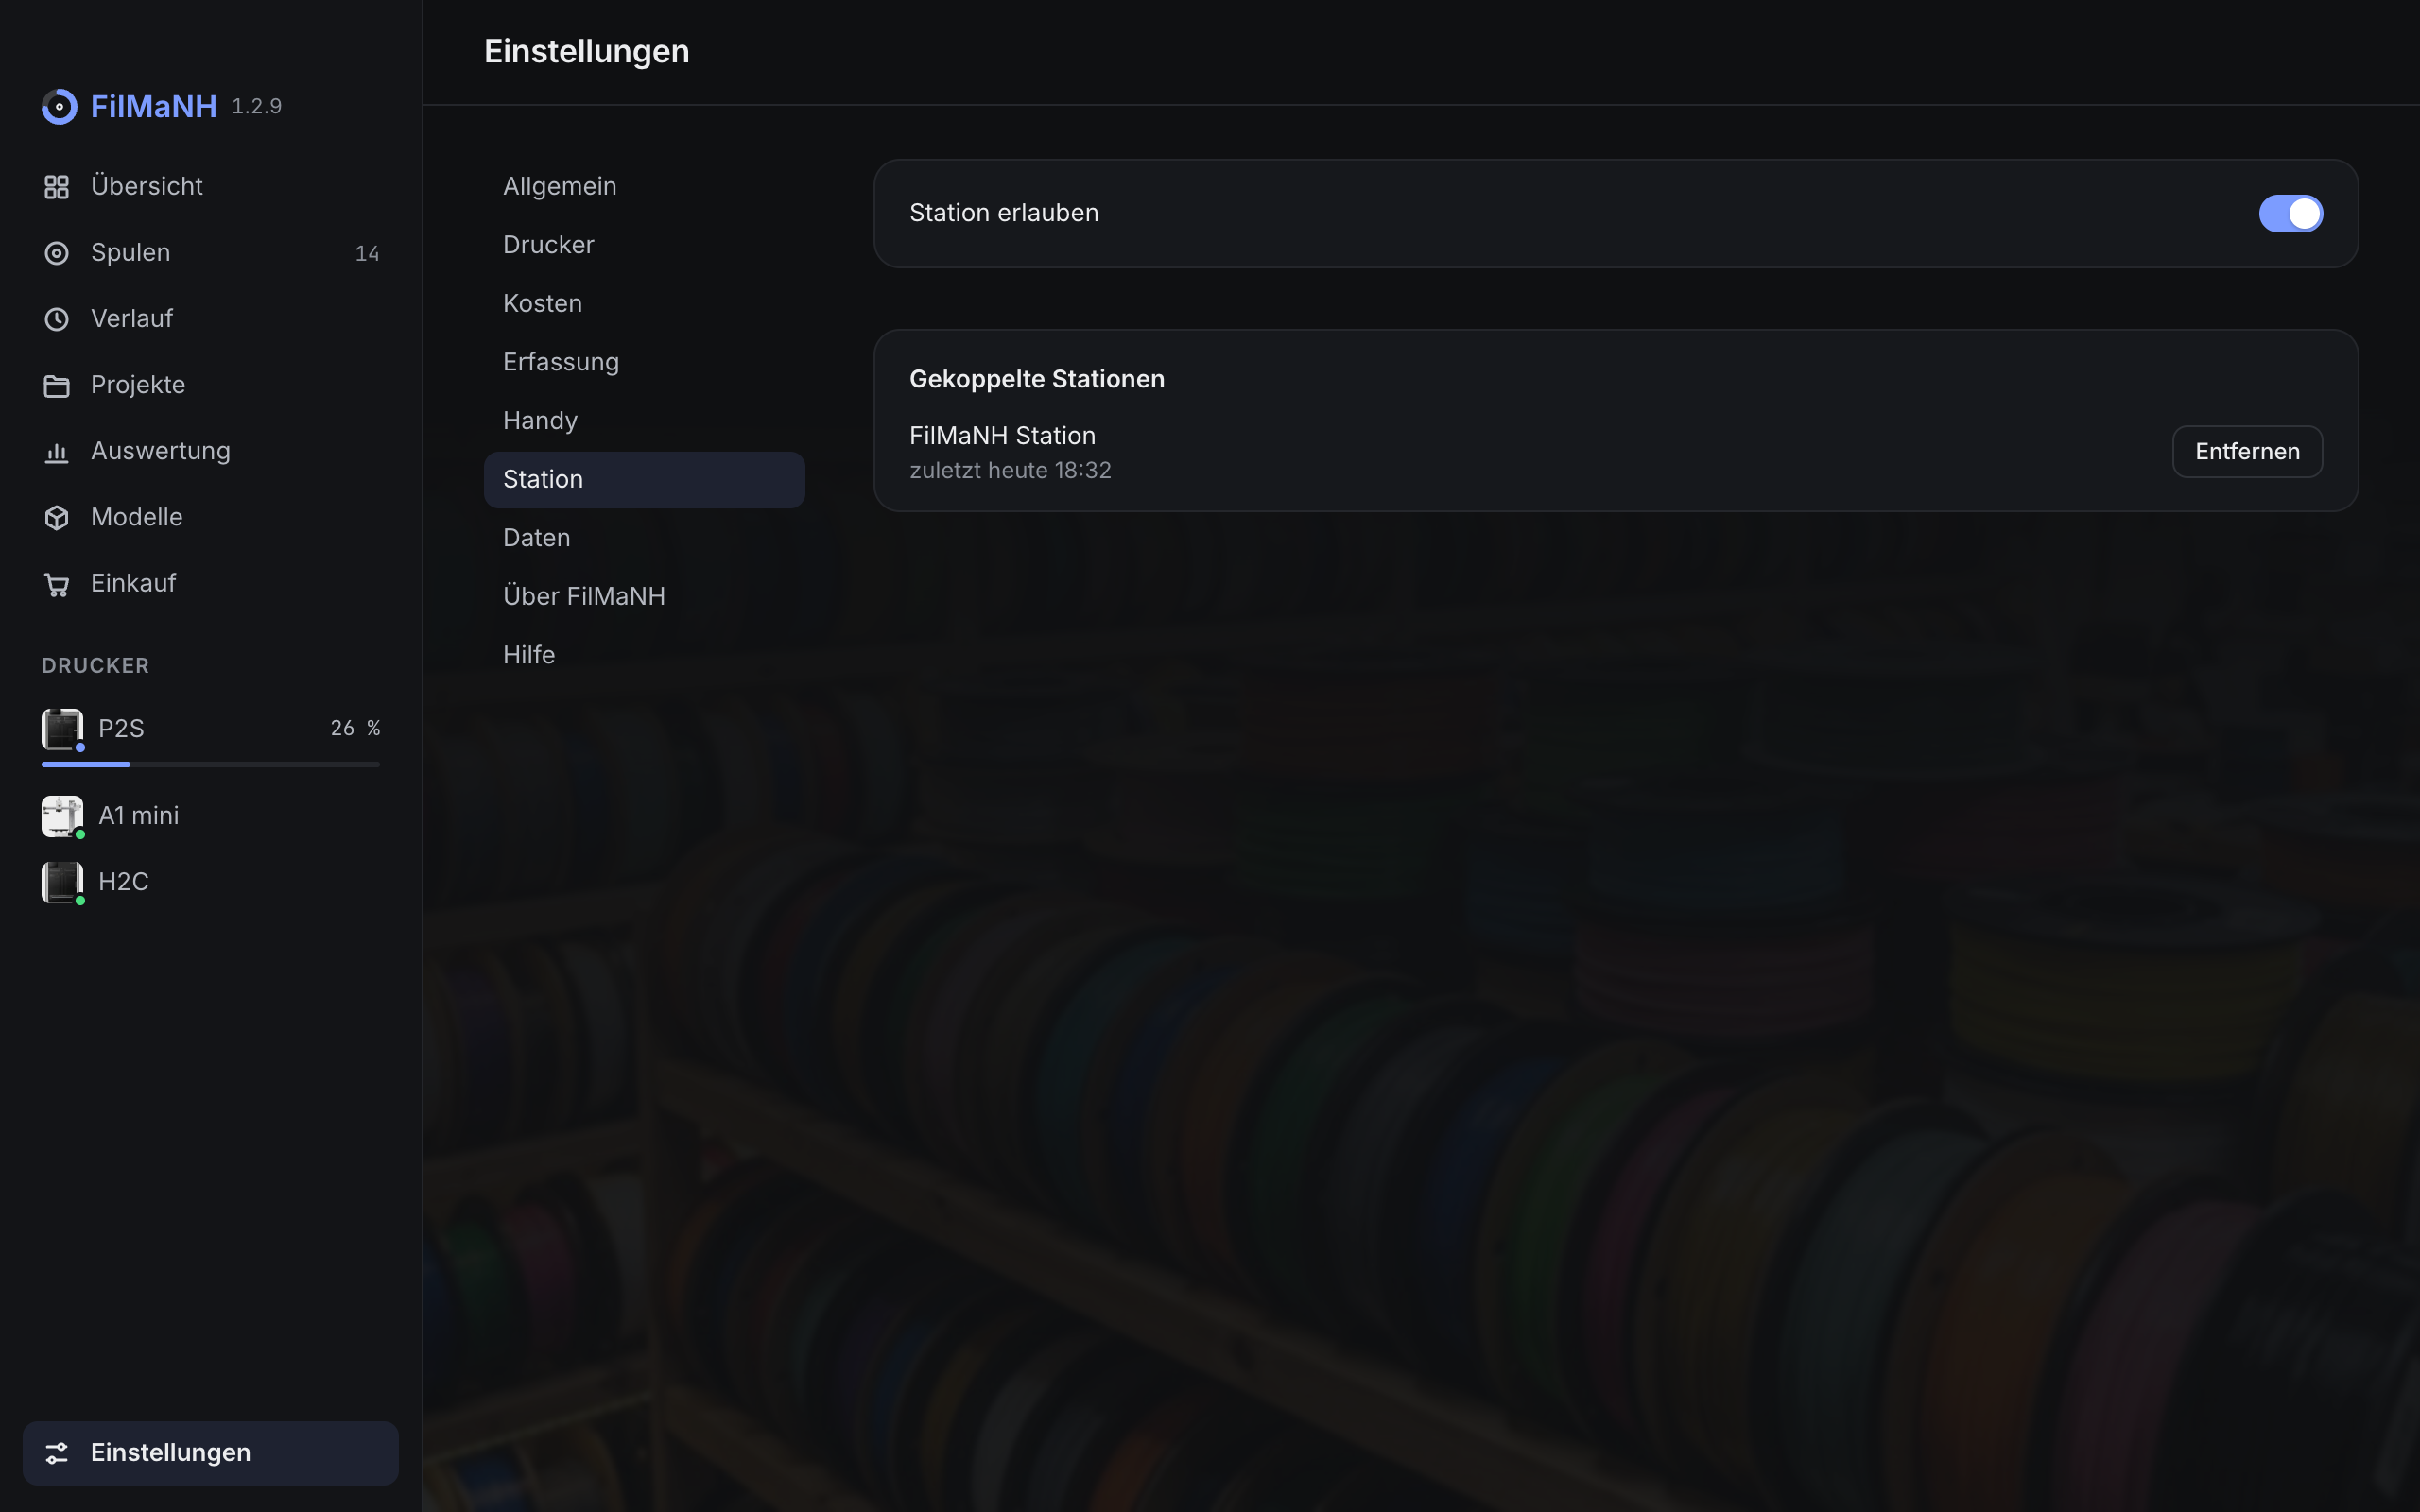 FilMaNH 1.2.9
Übersicht
Spulen 14
Verlauf
Projekte
Auswertung
Modelle
Einkauf
DRUCKER
P2S 26 %
A1 mini
H2C
Einstellungen
Einstellungen
Allgemein
Drucker
Kosten
Erfassung
Handy
Station
Daten
Über FilMaNH
Hilfe
Station erlauben
Gekoppelte Stationen
FilMaNH Station
zuletzt heute 18:32
Entfernen